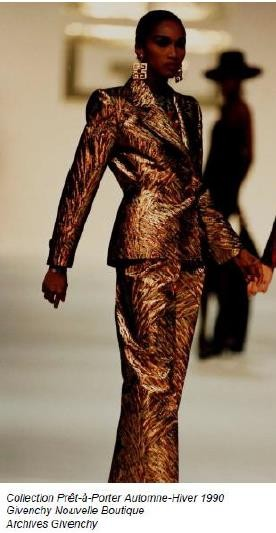 Collection Prêt-à-Porter Automne-Hiver 1990
Givenchy Nouvelle Boutique
Archives Givenchy